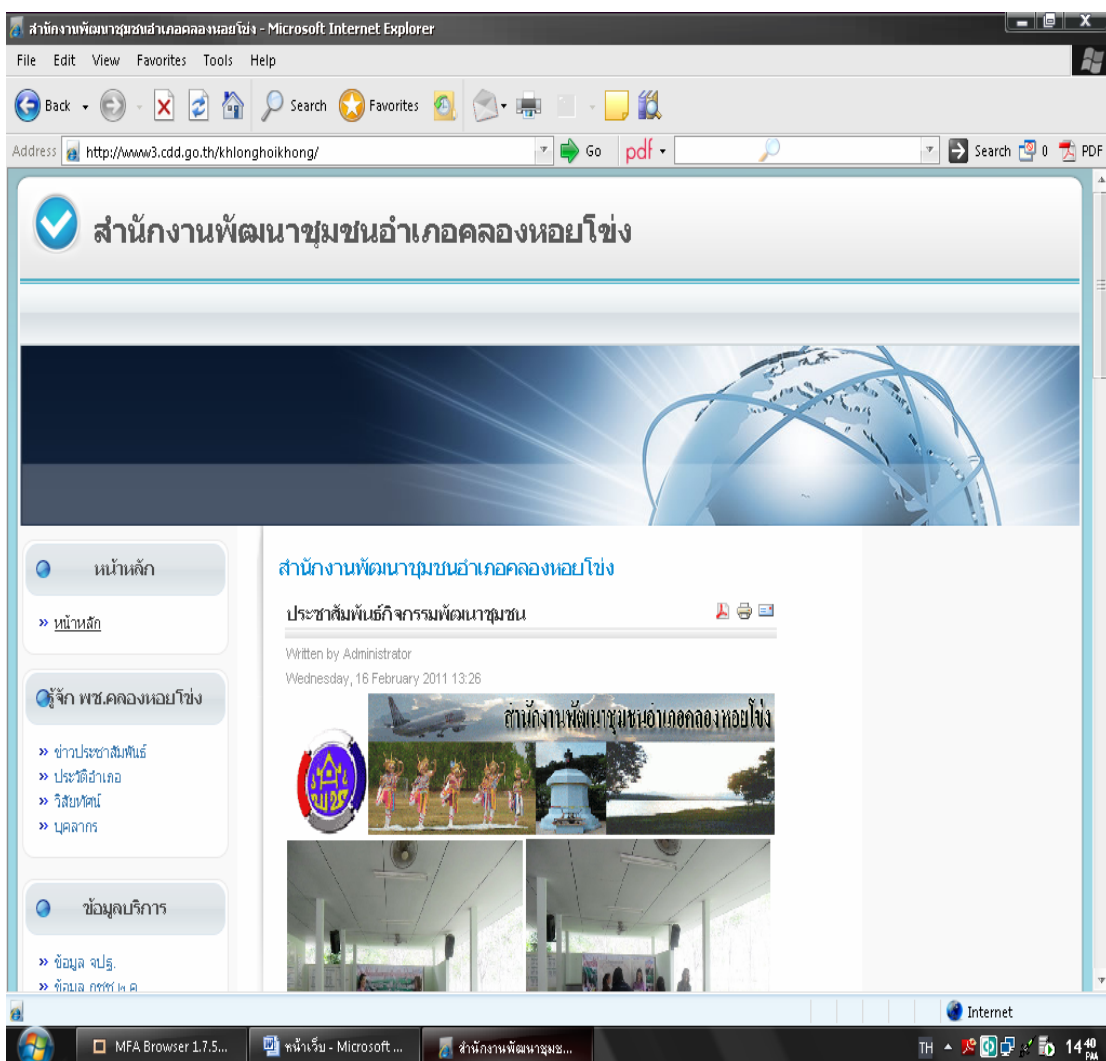 สำนักงานพัฒนาชุมชนอำเภอคลองหอยโข่ง - Microsoft Internet Explorer
X
File Edit View Favorites Tools Help
Back Search Favorites
Address http://www3.cdd.go.th/khlonghoikhong/ Go pdf Search 0 PDF
สำนักงานพัฒนาชุมชนอำเภอคลองหอยโข่ง
หน้าหลัก
» หน้าหลัก
รู้จัก พช.คลองหอยโข่ง
» ข่าวประชาสัมพันธ์
» ประวัติอำเภอ
» วิสัยทัศน์
» บุคลากร
ข้อมูลบริการ
» ข้อมูล จปฐ.
» ข้อมูล กชช ๒ ค
สำนักงานพัฒนาชุมชนอำเภอคลองหอยโข่ง
ประชาสัมพันธ์กิจกรรมพัฒนาชุมชน
Written by Administrator
Wednesday, 16 February 2011 13:26
สำนักงานพัฒนาชุมชนอำเภอคลองหอยโข่ง
Internet
MFA Browser 1.7.5... หน้าเว็บ - Microsoft ... สำนักงานพัฒนาชุมช... TH 14:40 PM